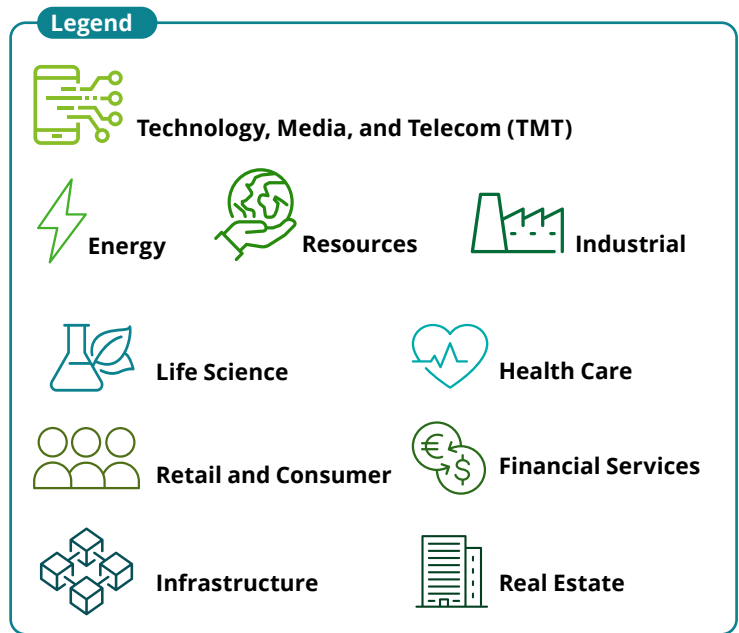 Legend
Technology, Media, and Telecom (TMT)
Energy
Resources
Industrial
Life Science
Health Care
Retail and Consumer
Financial Services
Infrastructure
Real Estate